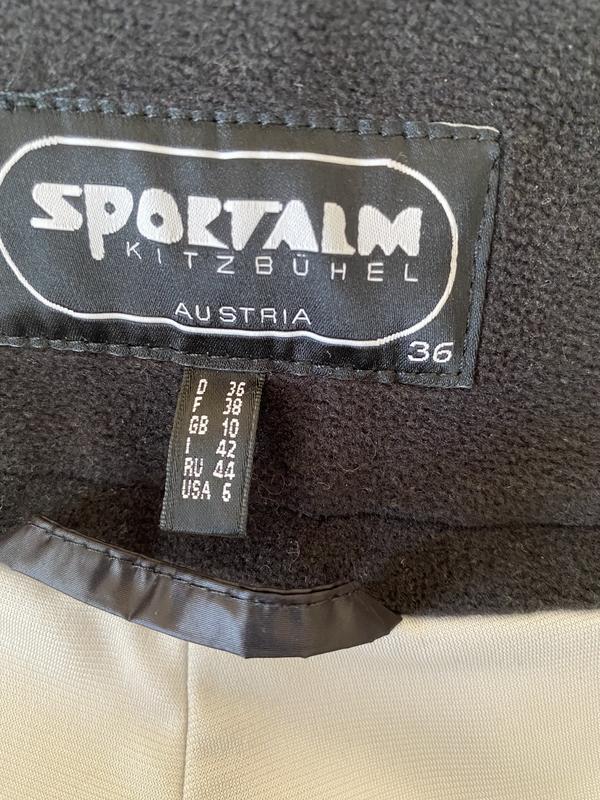 SPORTALM
KITZBÜHEL
AUSTRIA
36
D 36
F 38
GB 10
I 42
RU 44
USA 6